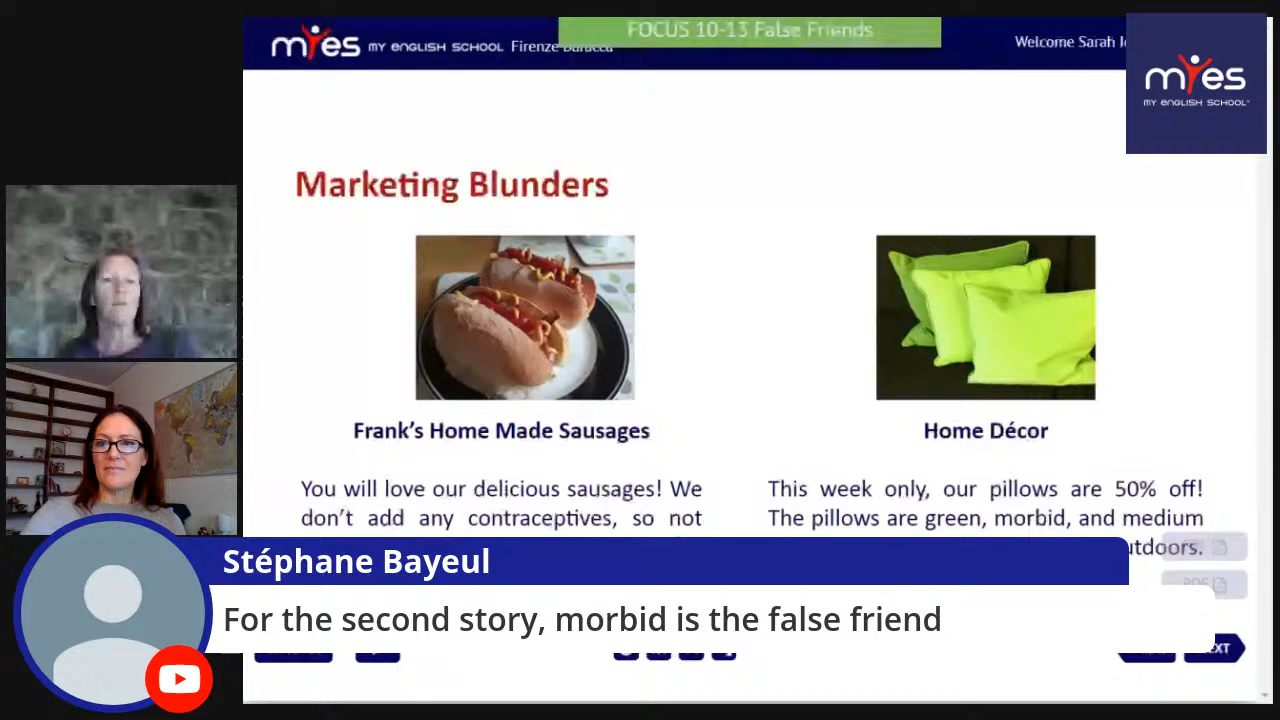 FOCUS 10-13 False Friends
myes MY ENGLISH SCHOOL Firenze
Welcome Sarah
myes
MY ENGLISH SCHOOL
Marketing Blunders
Frank's Home Made Sausages
Home Décor
You will love our delicious sausages! We
don't add any contraceptives, so not
This week only, our pillows are 50% off!
The pillows are green, morbid, and medium
utdoors.
PDF
Stéphane Bayeul
For the second story, morbid is the false friend
EXT